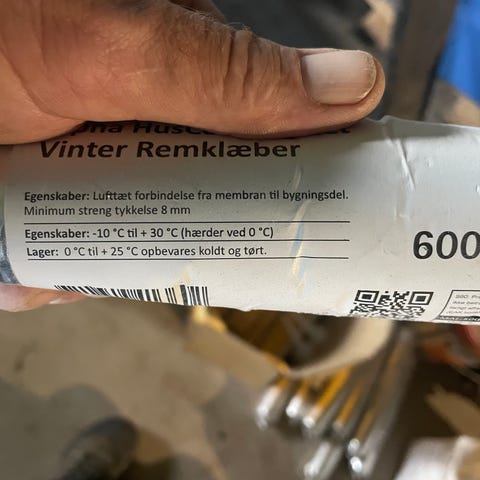 Vinter Remklæber
Egenskaber: Lufttæt forbindelse fra membran til bygningsdel.
Minimum streng tykkelse 8 mm
Egenskaber: -10 °C til + 30 °C (hærder ved 0 °C)
Lager: 0 °C til + 25 °C opbevares koldt og tørt.
600